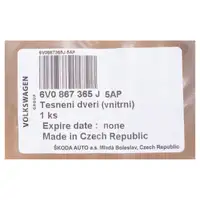 6V0867365J 5AP
VOLKSWAGEN
GROUP
6V0 867 365 J 5AP
Tesneni dveri (vnitrni)
1 ks
Expire date : none
Made in Czech Republic
ŠKODA AUTO a.s. Mladá Boleslav, Czech Republic